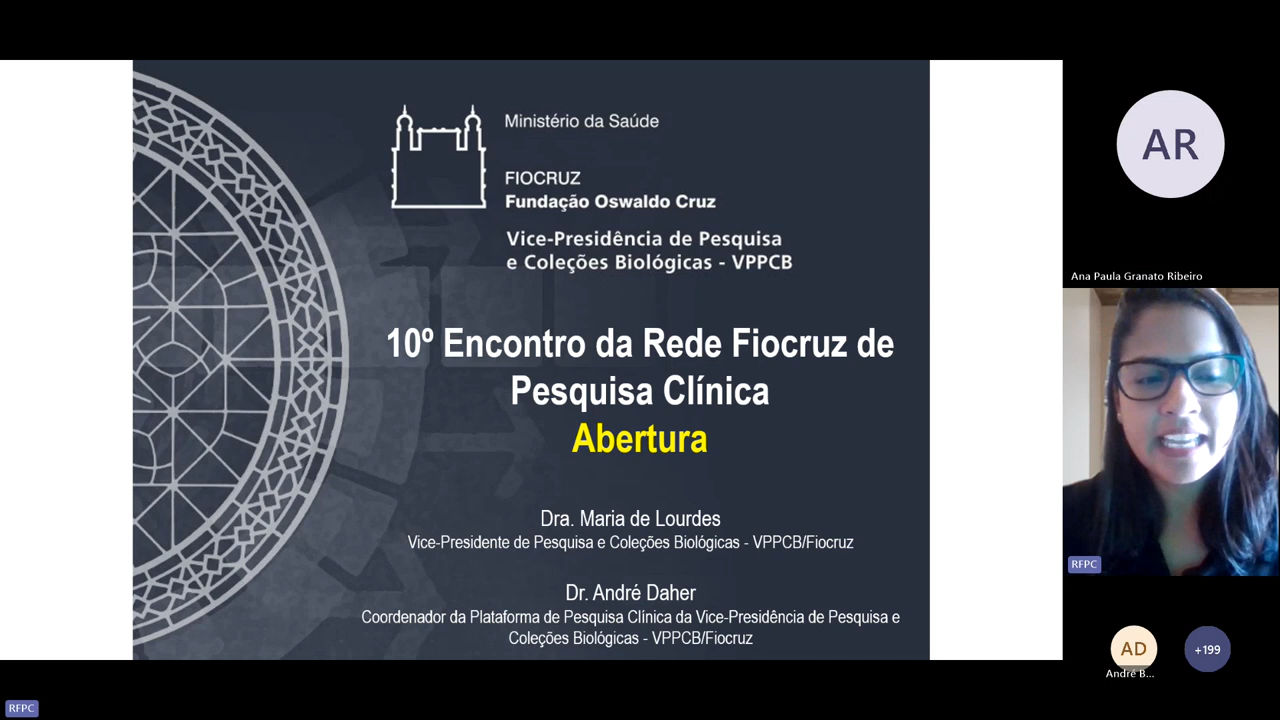 Ministério da Saúde
FIOCRUZ
Fundação Oswaldo Cruz
Vice-Presidência de Pesquisa
e Coleções Biológicas - VPPCB
10º Encontro da Rede Fiocruz de
Pesquisa Clínica
Abertura
Dra. Maria de Lourdes
Vice-Presidente de Pesquisa e Coleções Biológicas - VPPCB/Fiocruz
Dr. André Daher
Coordenador da Plataforma de Pesquisa Clínica da Vice-Presidência de Pesquisa e
Coleções Biológicas - VPPCB/Fiocruz
AR
Ana Paula Granato Ribeiro
RFPC
AD
André B...
+199
RFPC